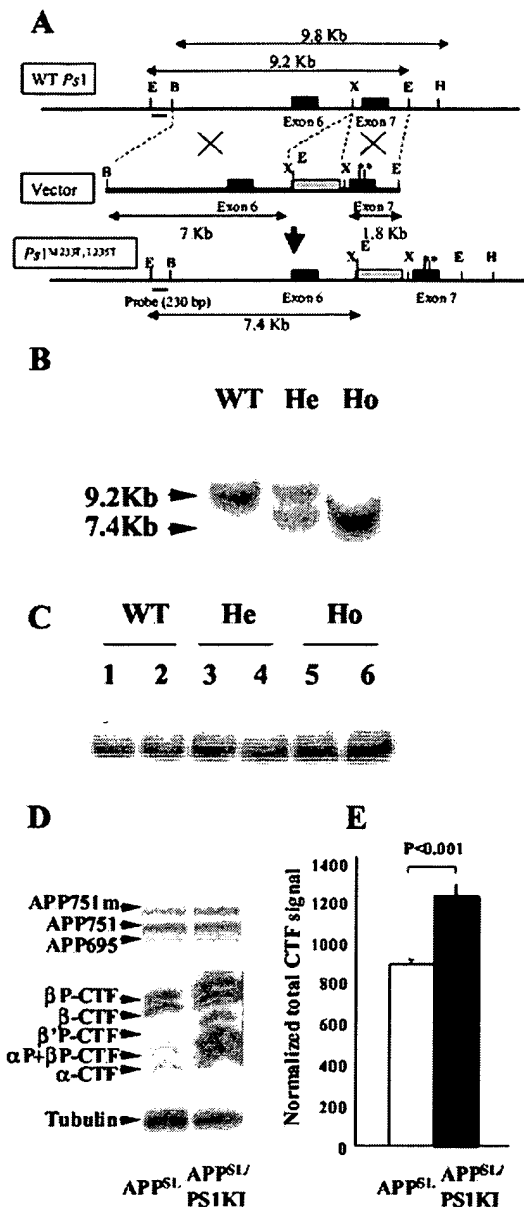 A
9.8 Kb
9.2 Kb
WT Ps1
E B X E H
Exon 6 Exon 7
Vector
B X E X ** E
Exon 6 Exon 7
7 Kb 1.8 Kb
Ps1M233T,L235T
E B X E X ** E H
Probe (230 bp) Exon 6 Exon 7
7.4 Kb
B
WT He Ho
9.2Kb
7.4Kb
C
WT He Ho
1 2 3 4 5 6
D
APP751m
APP751
APP695
βP-CTF
β-CTF
β'P-CTF
αP+βP-CTF
α-CTF
Tubulin
APPSL APPSL/
PS1KI
E
P<0.001
Normalized total CTF signal
1400
1200
1000
800
600
400
200
0
APPSL APPSL/
PS1KI